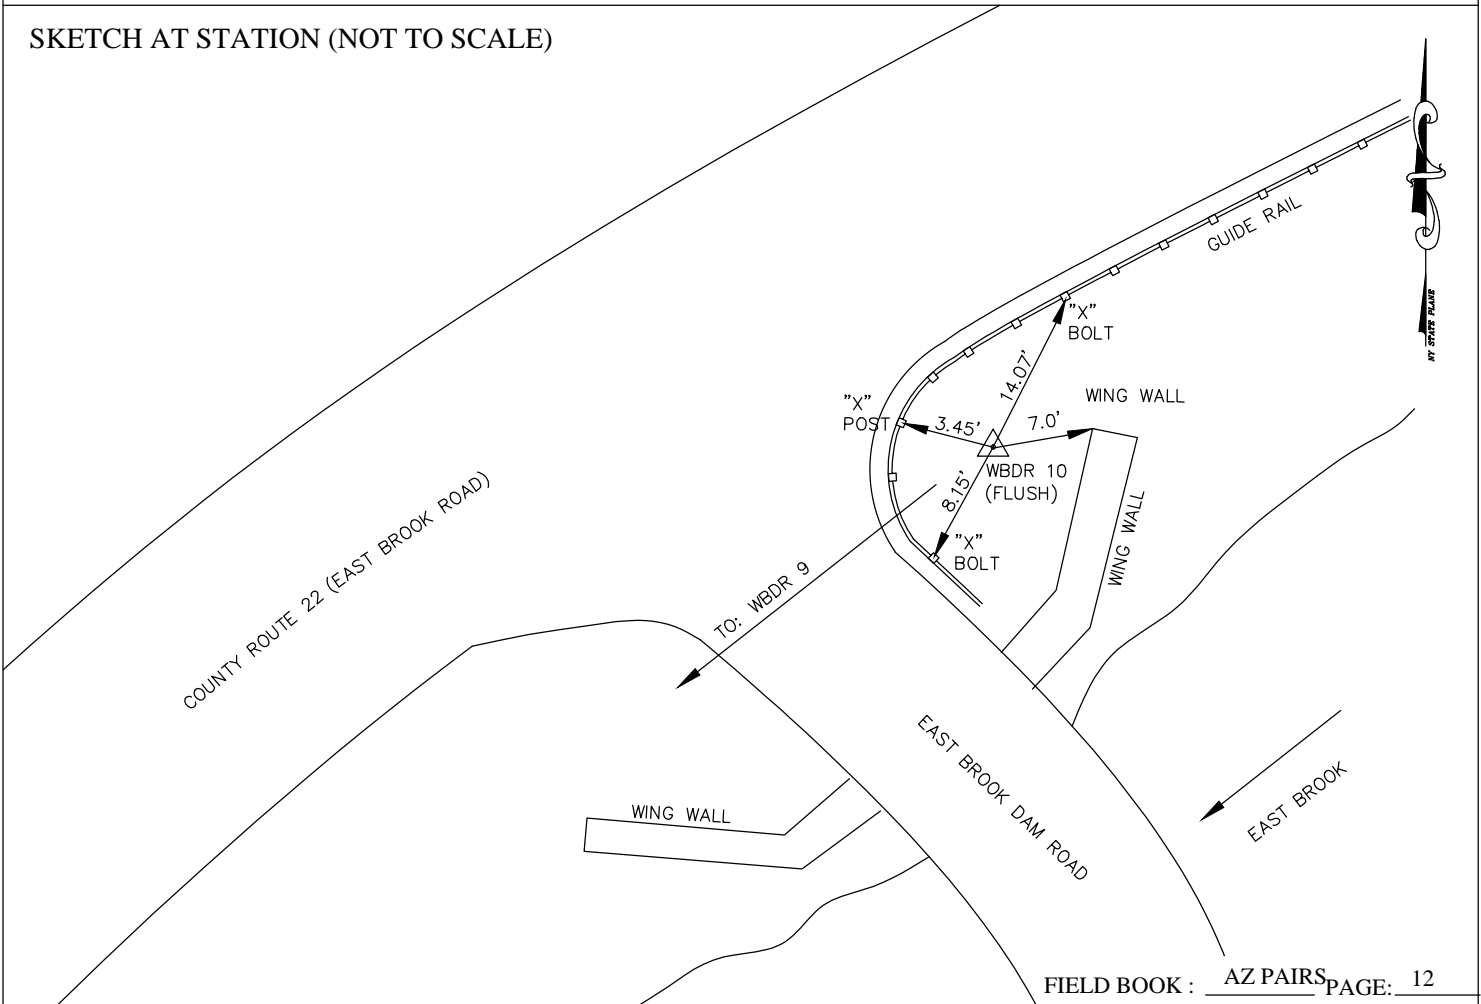 SKETCH AT STATION (NOT TO SCALE)
GUIDE RAIL
NY STATE PLANE
"X"
BOLT
14.07'
WING WALL
"X"
POST
3.45'
7.0'
WBDR 10
(FLUSH)
8.15'
WING WALL
"X"
BOLT
COUNTY ROUTE 22 (EAST BROOK ROAD)
TO: WBDR 9
EAST BROOK DAM ROAD
EAST BROOK
WING WALL
FIELD BOOK : AZ PAIRS PAGE: 12